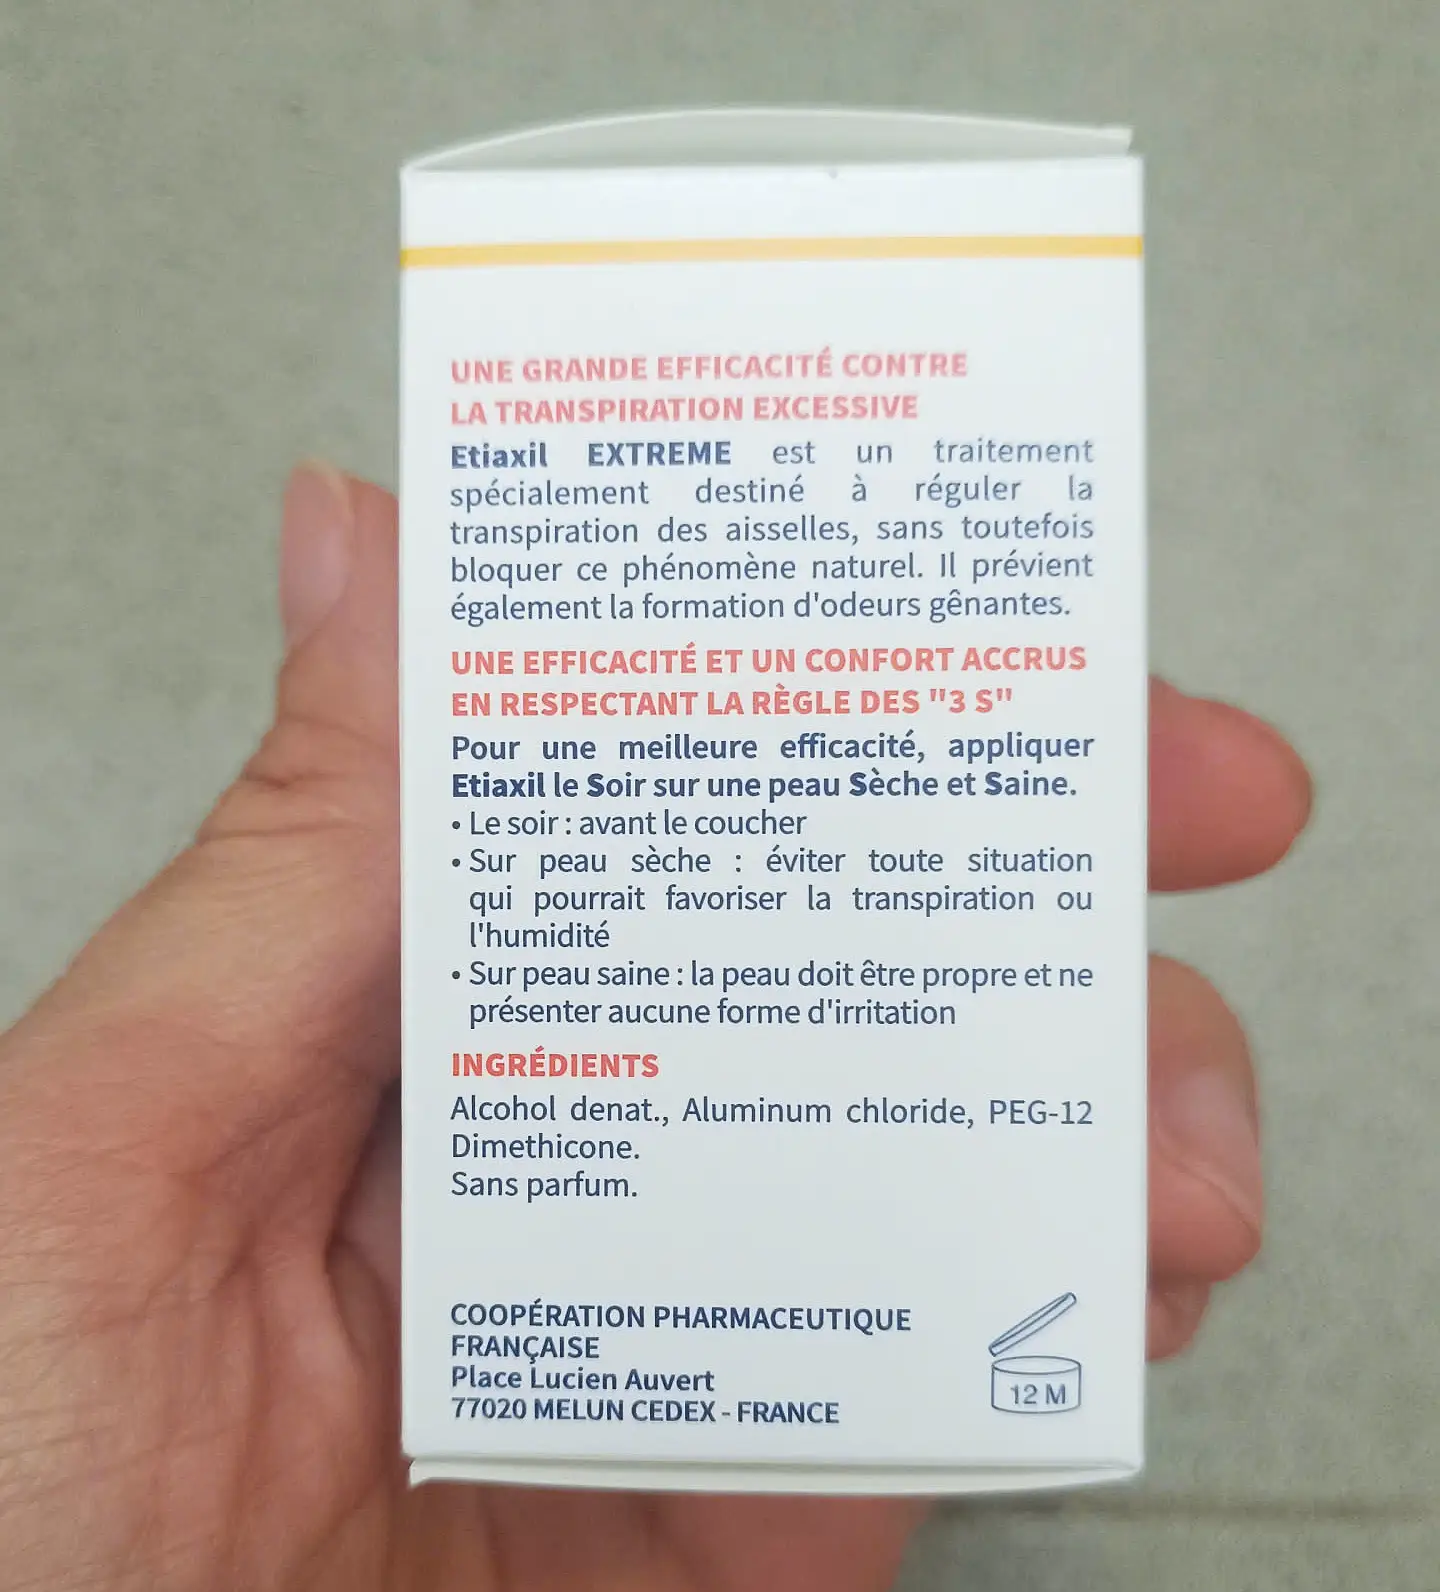 UNE GRANDE EFFICACITÉ CONTRE
LA TRANSPIRATION EXCESSIVE
Etiaxil EXTREME est un traitement
spécialement destiné à réguler la
transpiration des aisselles, sans toutefois
bloquer ce phénomène naturel. Il prévient
également la formation d'odeurs gênantes.
UNE EFFICACITÉ ET UN CONFORT ACCRUS
EN RESPECTANT LA RÈGLE DES "3 S"
Pour une meilleure efficacité, appliquer
Etiaxil le Soir sur une peau Sèche et Saine.
• Le soir : avant le coucher
• Sur peau sèche : éviter toute situation
qui pourrait favoriser la transpiration ou
l'humidité
• Sur peau saine : la peau doit être propre et ne
présenter aucune forme d'irritation
INGRÉDIENTS
Alcohol denat., Aluminum chloride, PEG-12
Dimethicone.
Sans parfum.
COOPÉRATION PHARMACEUTIQUE
FRANÇAISE
Place Lucien Auvert
77020 MELUN CEDEX - FRANCE
12 M